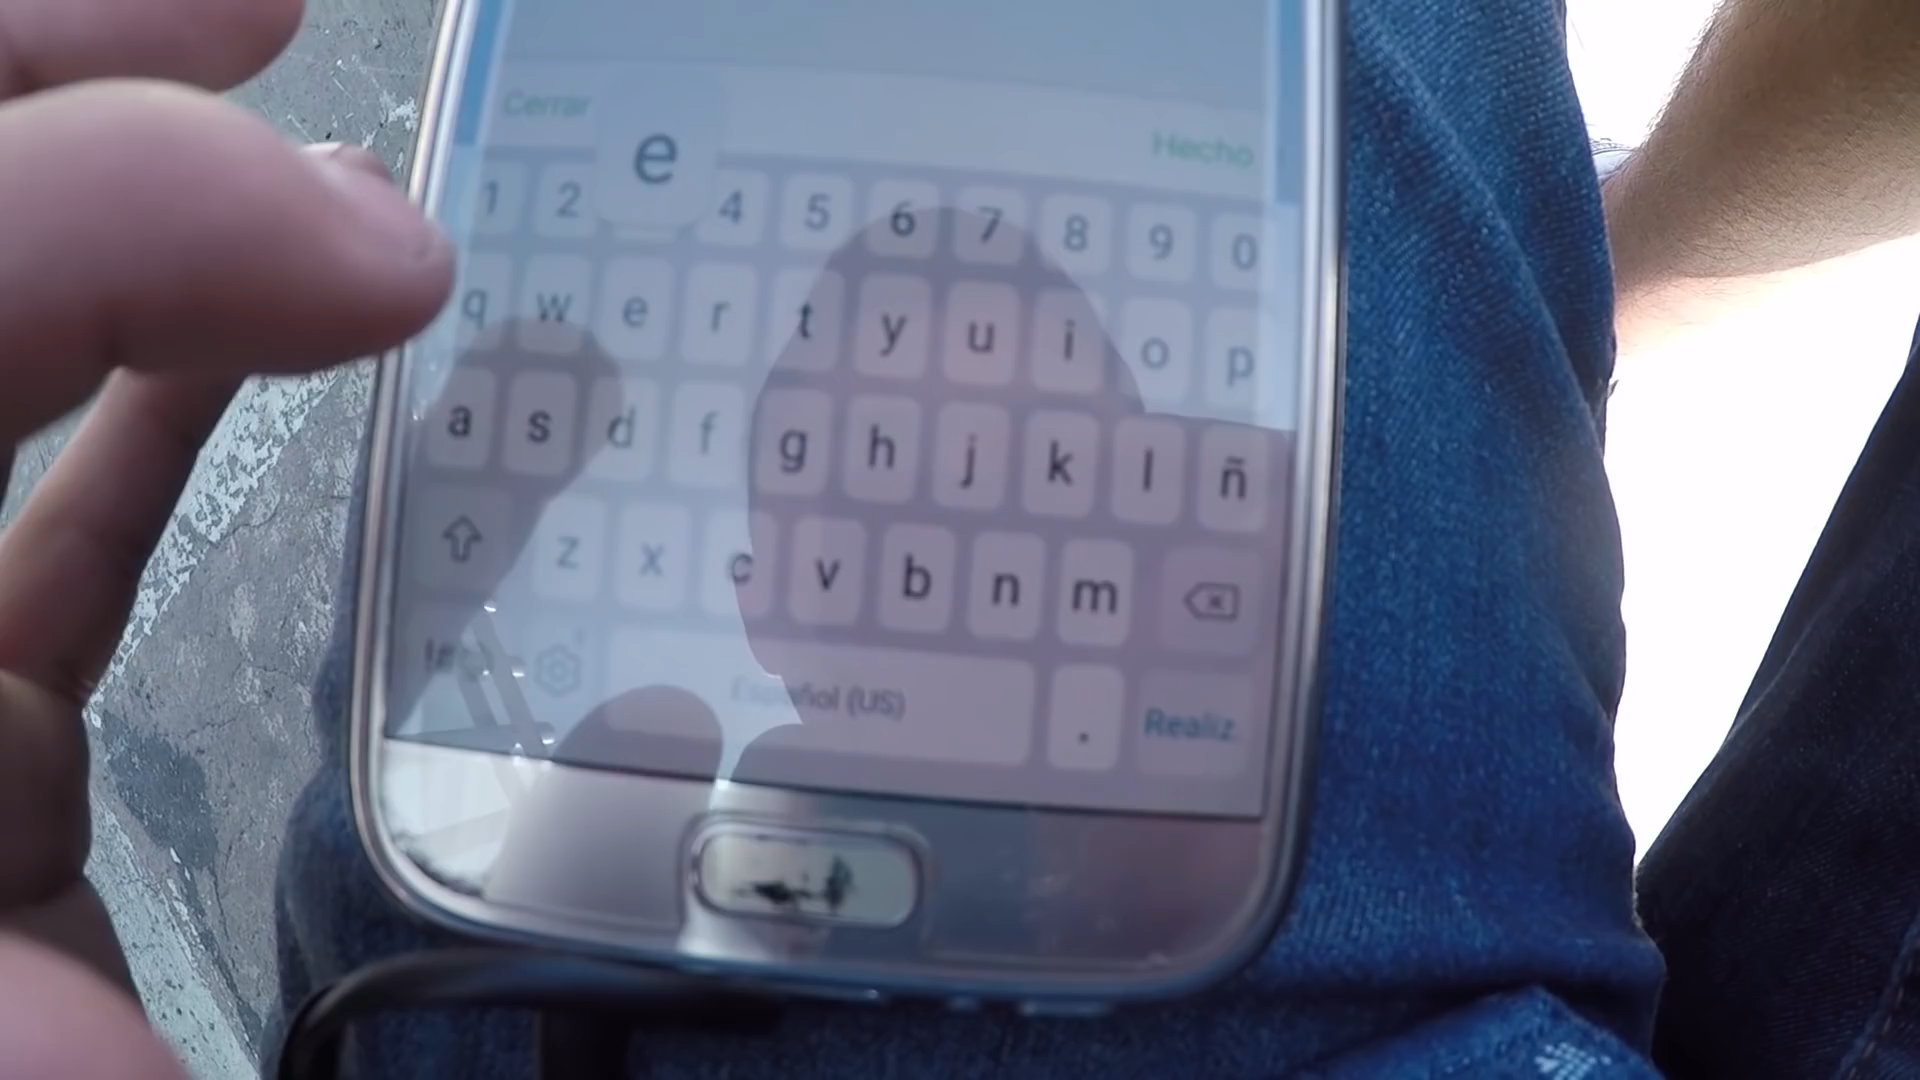 Cerrar e Hecho
1 2 4 5 6 7 8 9 0
q w e r t y u i o p
a s d f g h j k l ñ
z x c v b n m
Español (US) . Realiz.